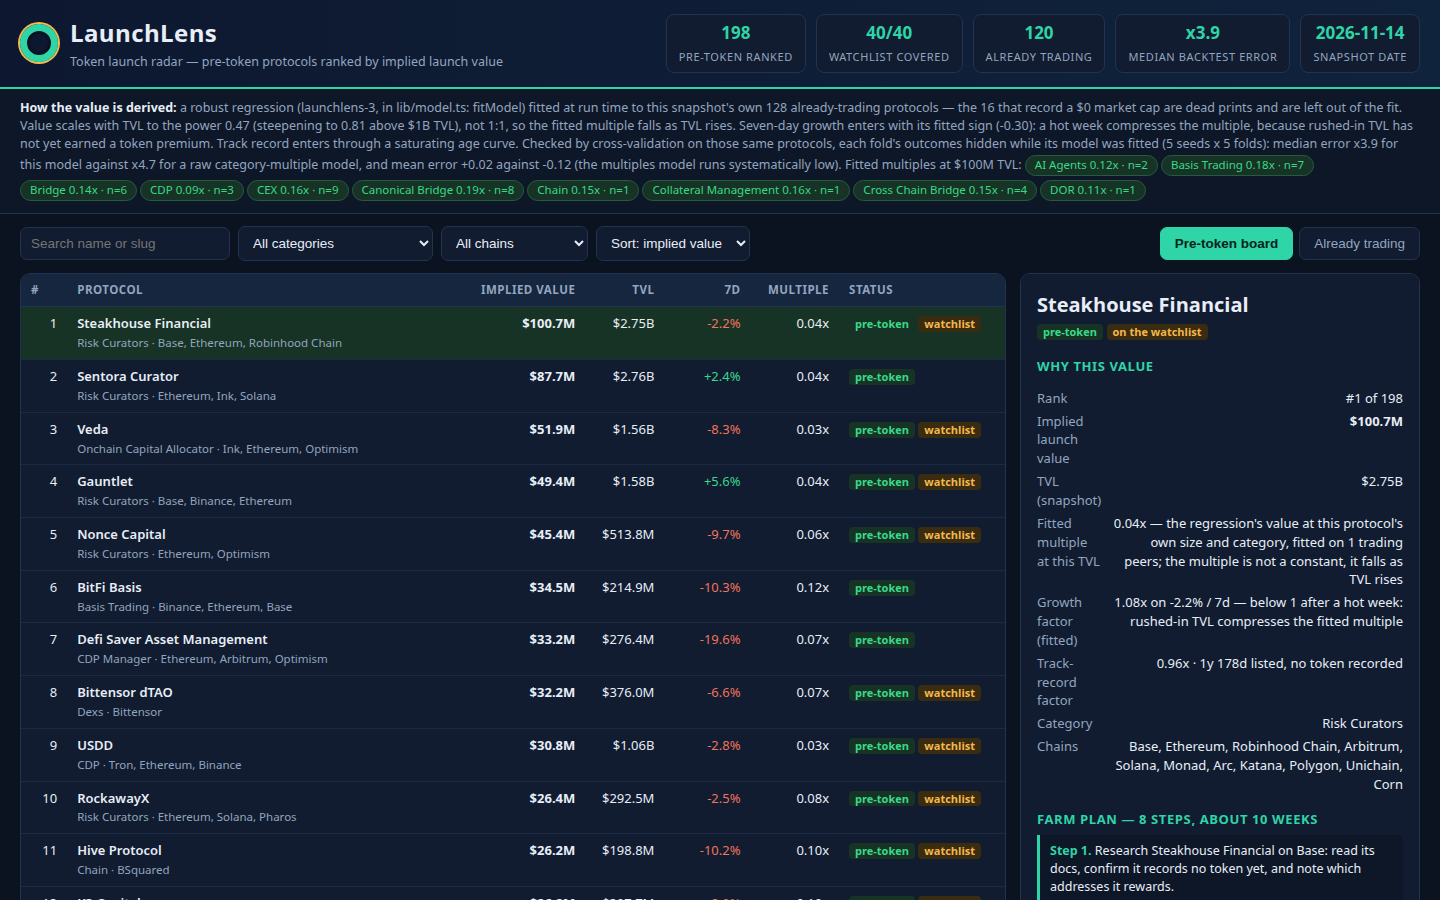 LaunchLens
Token launch radar — pre-token protocols ranked by implied launch value
198
PRE-TOKEN RANKED
40/40
WATCHLIST COVERED
120
ALREADY TRADING
x3.9
MEDIAN BACKTEST ERROR
2026-11-14
SNAPSHOT DATE
How the value is derived: a robust regression (launchlens-3, in lib/model.ts: fitModel) fitted at run time to this snapshot's own 128 already-trading protocols — the 16 that record a $0 market cap are dead prints and are left out of the fit.
Value scales with TVL to the power 0.47 (steepening to 0.81 above $1B TVL), not 1:1, so the fitted multiple falls as TVL rises. Seven-day growth enters with its fitted sign (-0.30): a hot week compresses the multiple, because rushed-in TVL has
not yet earned a token premium. Track record enters through a saturating age curve. Checked by cross-validation on those same protocols, each fold's outcomes hidden while its model was fitted (5 seeds x 5 folds): median error x3.9 for
this model against x4.7 for a raw category-multiple model, and mean error +0.02 against -0.12 (the multiples model runs systematically low). Fitted multiples at $100M TVL: AI Agents 0.12x · n=2 Basis Trading 0.18x · n=7
Bridge 0.14x · n=6 CDP 0.09x · n=3 CEX 0.16x · n=9 Canonical Bridge 0.19x · n=8 Chain 0.15x · n=1 Collateral Management 0.16x · n=1 Cross Chain Bridge 0.15x · n=4 DOR 0.11x · n=1
Search name or slug
All categories
All chains
Sort: implied value
Pre-token board
Already trading
# PROTOCOL IMPLIED VALUE TVL 7D MULTIPLE STATUS
1 Steakhouse Financial $100.7M $2.75B -2.2% 0.04x pre-token watchlist
Risk Curators · Base, Ethereum, Robinhood Chain
2 Sentora Curator $87.7M $2.76B +2.4% 0.04x pre-token
Risk Curators · Ethereum, Ink, Solana
3 Veda $51.9M $1.56B -8.3% 0.03x pre-token watchlist
Onchain Capital Allocator · Ink, Ethereum, Optimism
4 Gauntlet $49.4M $1.58B +5.6% 0.04x pre-token watchlist
Risk Curators · Base, Binance, Ethereum
5 Nonce Capital $45.4M $513.8M -9.7% 0.06x pre-token watchlist
Risk Curators · Ethereum, Optimism
6 BitFi Basis $34.5M $214.9M -10.3% 0.12x pre-token
Basis Trading · Binance, Ethereum, Base
7 Defi Saver Asset Management $33.2M $276.4M -19.6% 0.07x pre-token
CDP Manager · Ethereum, Arbitrum, Optimism
8 Bittensor dTAO $32.2M $376.0M -6.6% 0.07x pre-token watchlist
Dexs · Bittensor
9 USDD $30.8M $1.06B -2.8% 0.03x pre-token watchlist
CDP · Tron, Ethereum, Binance
10 RockawayX $26.4M $292.5M -2.5% 0.08x pre-token watchlist
Risk Curators · Ethereum, Solana, Pharos
11 Hive Protocol $26.2M $198.8M -10.2% 0.10x pre-token watchlist
Chain · BSquared
Steakhouse Financial
pre-token on the watchlist
WHY THIS VALUE
Rank #1 of 198
Implied launch value $100.7M
TVL (snapshot) $2.75B
Fitted multiple at this TVL 0.04x — the regression's value at this protocol's
own size and category, fitted on 1 trading
peers; the multiple is not a constant, it falls as
TVL rises
Growth factor (fitted) 1.08x on -2.2% / 7d — below 1 after a hot week:
rushed-in TVL compresses the fitted multiple
Track-record factor 0.96x · 1y 178d listed, no token recorded
Category Risk Curators
Chains Base, Ethereum, Robinhood Chain, Arbitrum,
Solana, Monad, Arc, Katana, Polygon, Unichain,
Corn
FARM PLAN — 8 STEPS, ABOUT 10 WEEKS
Step 1. Research Steakhouse Financial on Base: read its
docs, confirm it records no token yet, and note which
addresses it rewards.